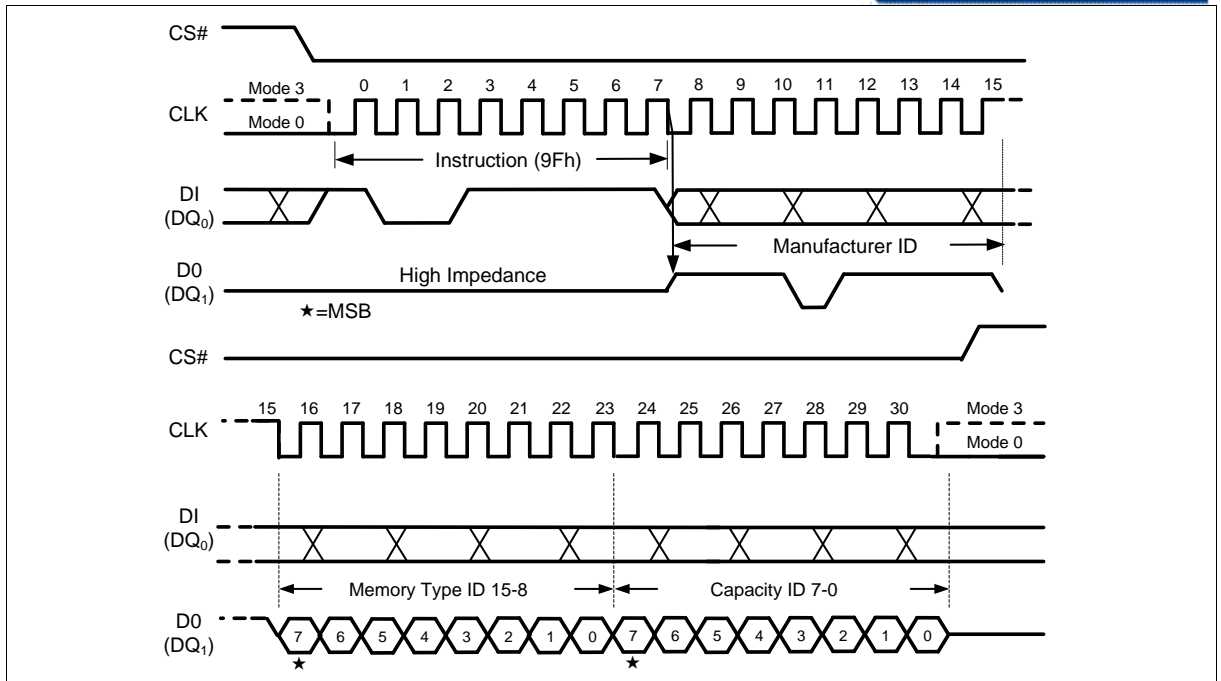 CS#
Mode 3
0 1 2 3 4 5 6 7 8 9 10 11 12 13 14 15
CLK
Mode 0
Instruction (9Fh)
DI
(DQ₀)
Manufacturer ID
D0
(DQ₁)
High Impedance
★=MSB
CS#
15 16 17 18 19 20 21 22 23 24 25 26 27 28 29 30
Mode 3
CLK
Mode 0
DI
(DQ₀)
Memory Type ID 15-8
Capacity ID 7-0
D0
(DQ₁)
7 6 5 4 3 2 1 0 7 6 5 4 3 2 1 0
★ ★